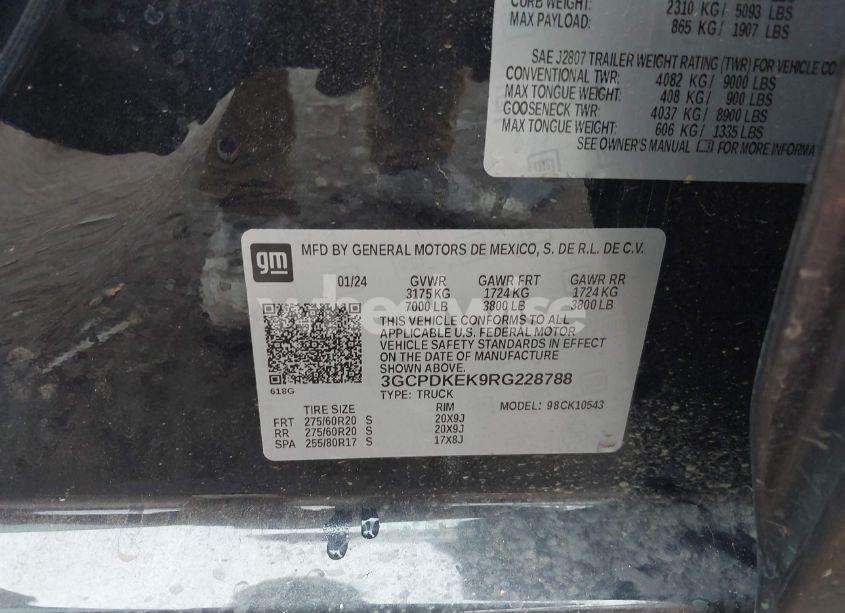 CURB WEIGHT: 2310 KG/ 5093 LBS
MAX PAYLOAD: 865 KG/ 1907 LBS
SAE J2807 TRAILER WEIGHT RATING (TWR) FOR VEHICLE CO
CONVENTIONAL TWR: 4082 KG/ 9000 LBS
MAX TONGUE WEIGHT: 408 KG/ 900 LBS
GOOSENECK TWR: 4037 KG/ 8900 LBS
MAX TONGUE WEIGHT: 606 KG/ 1335 LBS
SEE OWNER'S MANUAL FOR MORE INFORMA
gm MFD BY GENERAL MOTORS DE MEXICO, S. DE R.L. DE C.V.
01/24 GVWR GAWR FRT GAWR RR
3175 KG 1724 KG 1724 KG
7000 LB 3800 LB 3800 LB
THIS VEHICLE CONFORMS TO ALL
APPLICABLE U.S. FEDERAL MOTOR
VEHICLE SAFETY STANDARDS IN EFFECT
ON THE DATE OF MANUFACTURE
SHOWN ABOVE.
618G
3GCPDKEK9RG228788
TYPE: TRUCK
TIRE SIZE RIM MODEL: 98CK10543
FRT 275/60R20 S 20X9J
RR 275/60R20 S 20X9J
SPA 255/80R17 S 17X8J